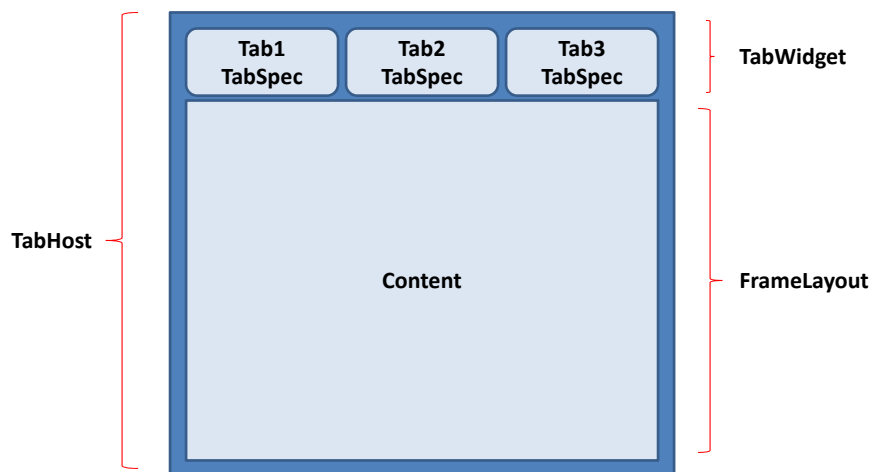 Tab1
TabSpec
Tab2
TabSpec
Tab3
TabSpec
TabWidget
TabHost
Content
FrameLayout